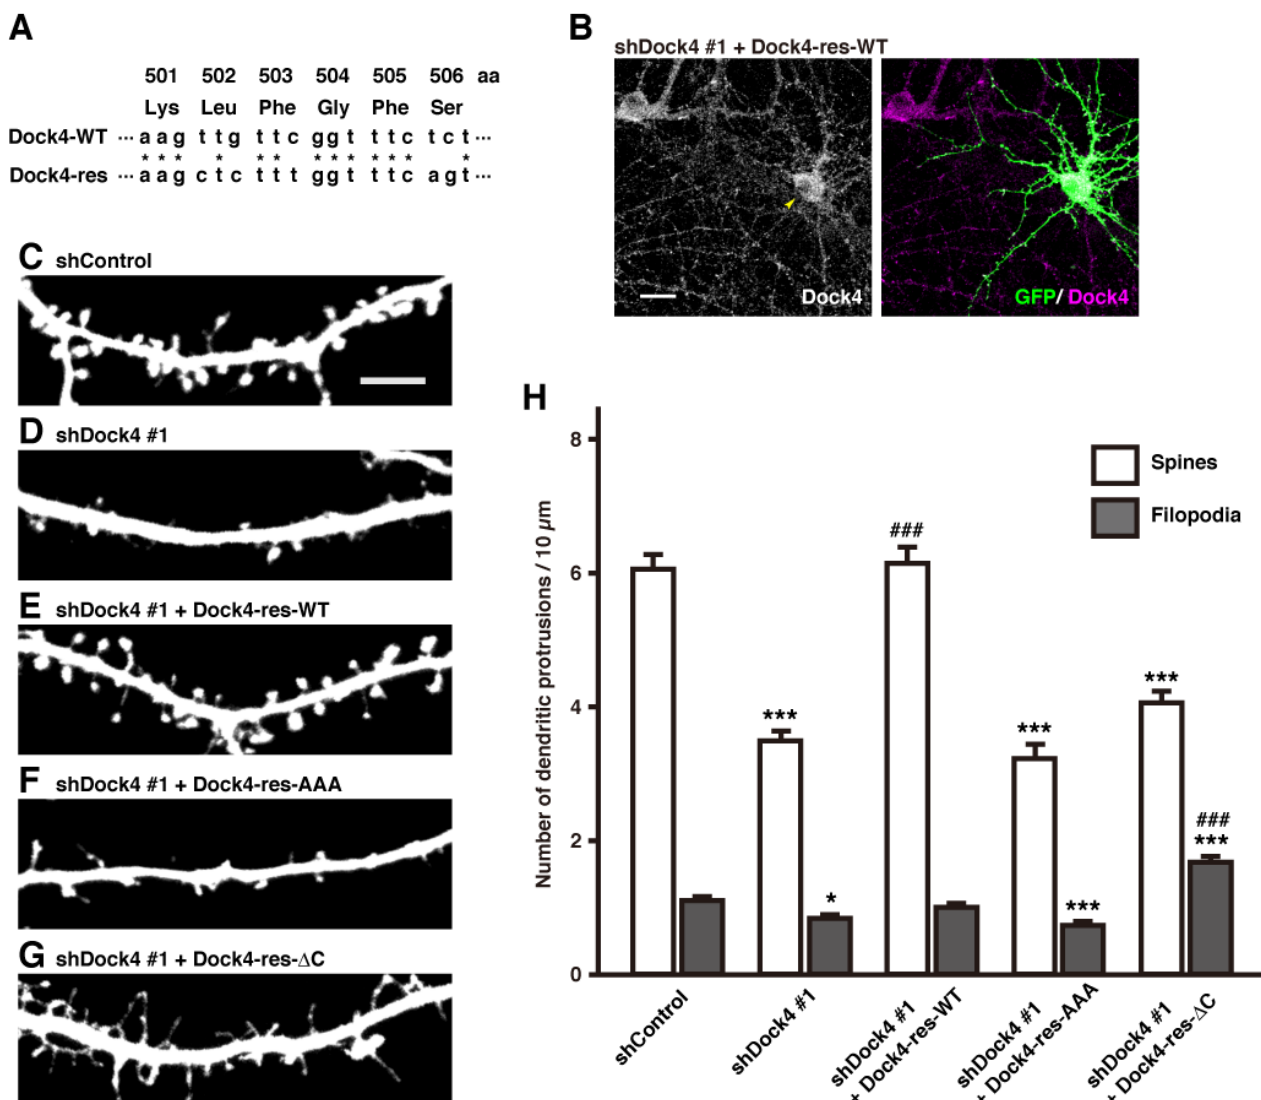 A
501 502 503 504 505 506 aa
Lys Leu Phe Gly Phe Ser
Dock4-WT ··· a a g t t g t t c g g t t t c t c t ···
* * * * * * * * * * * * *
Dock4-res ··· a a g c t c t t t g g t t t c a g t ···
B
shDock4 #1 + Dock4-res-WT
Dock4
GFP/ Dock4
C shControl
D shDock4 #1
E shDock4 #1 + Dock4-res-WT
F shDock4 #1 + Dock4-res-AAA
G shDock4 #1 + Dock4-res-ΔC
H
Number of dendritic protrusions / 10 µm
8
6
4
2
0
Spines
Filopodia
***
*
###
***
***
***
###
***
shControl
shDock4 #1
shDock4 #1
+ Dock4-res-WT
shDock4 #1
+ Dock4-res-AAA
shDock4 #1
+ Dock4-res-ΔC